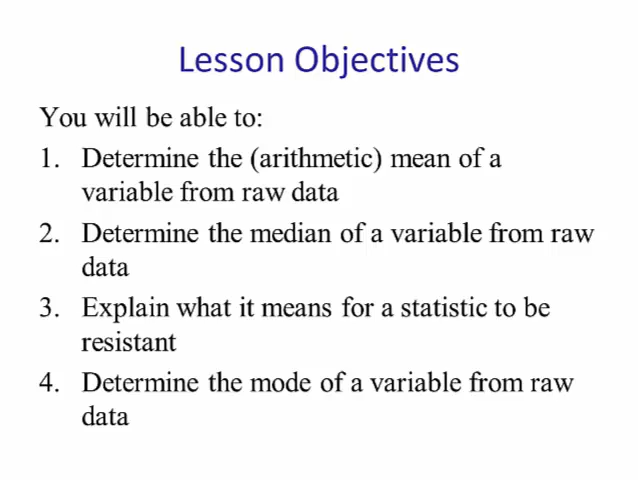 Lesson Objectives
You will be able to:
1. Determine the (arithmetic) mean of a
variable from raw data
2. Determine the median of a variable from raw
data
3. Explain what it means for a statistic to be
resistant
4. Determine the mode of a variable from raw
data